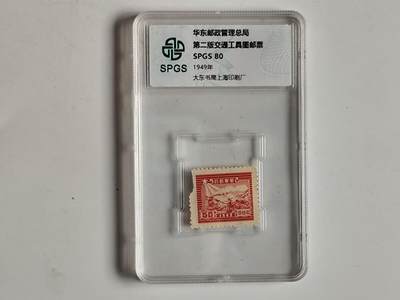 华东邮政管理总局
第二版交通工具图邮票
SPGS 80
1949年
大东书局上海印刷厂
SPGS